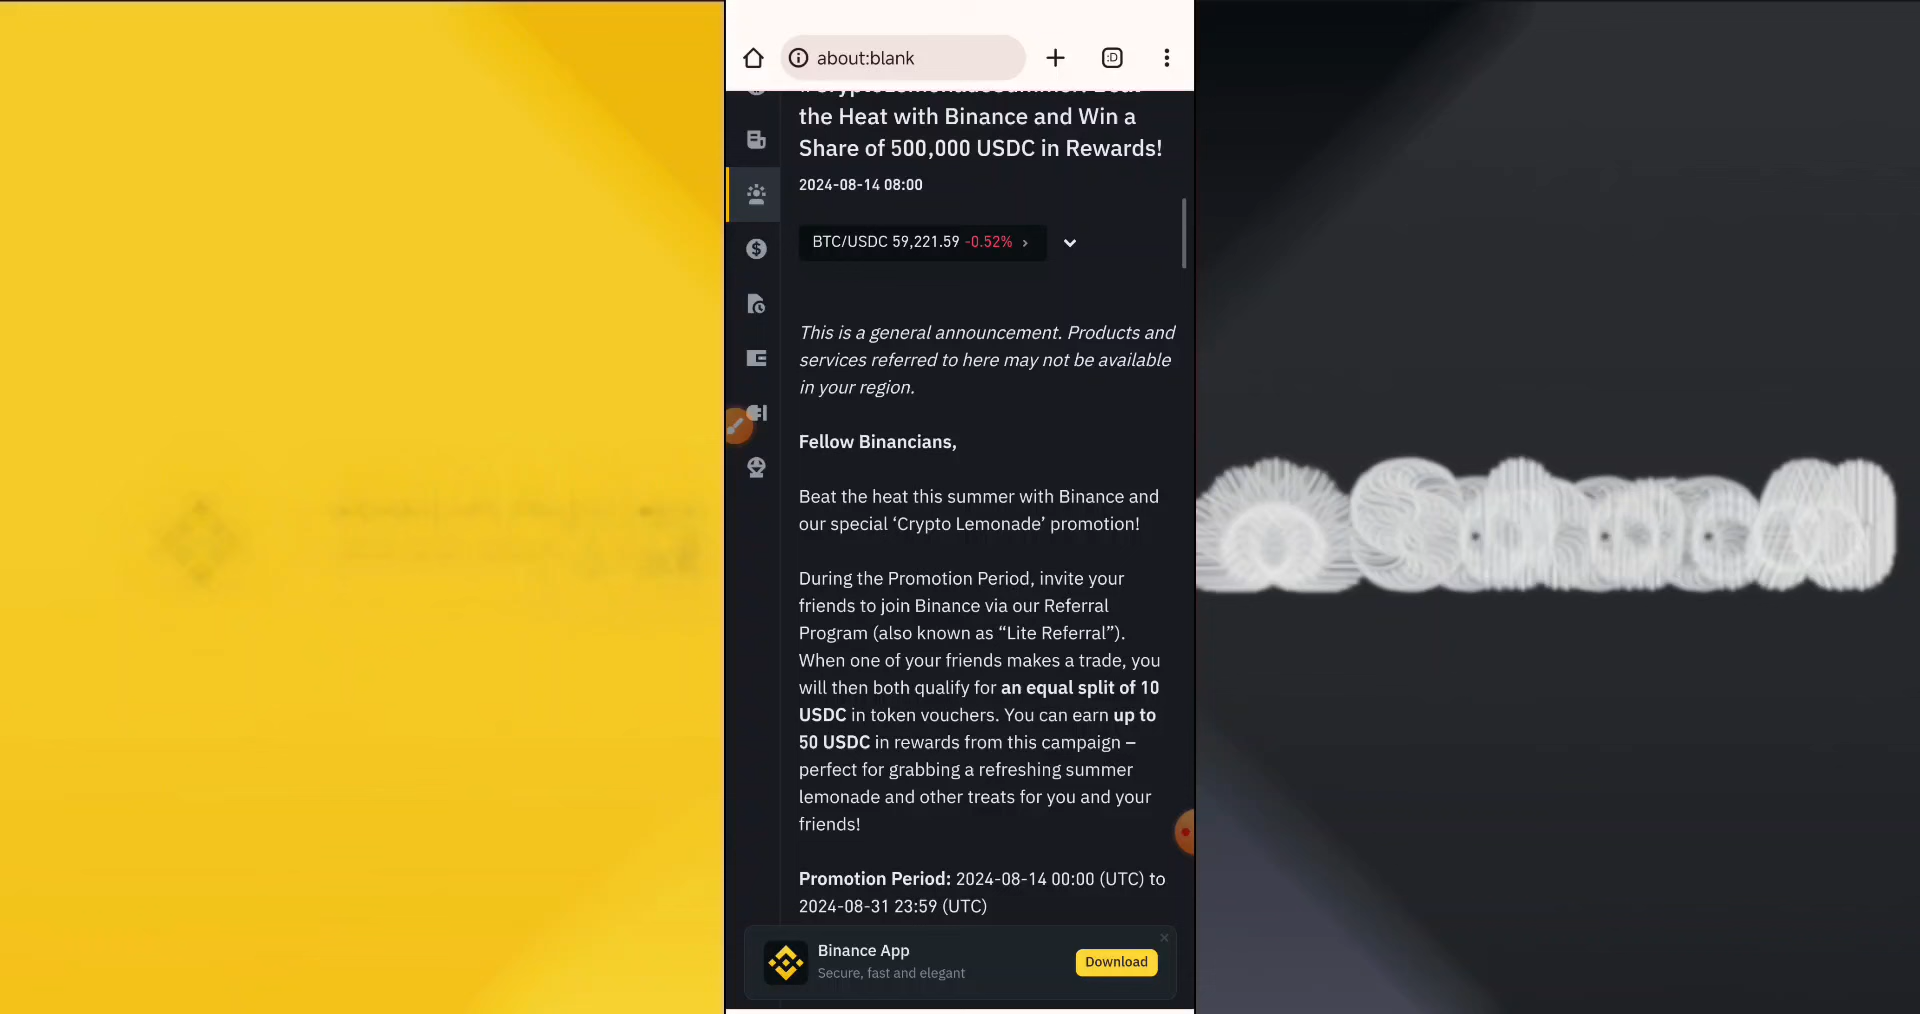 about:blank
:D
the Heat with Binance and Win a
Share of 500,000 USDC in Rewards!
2024-08-14 08:00
BTC/USDC 59,221.59 -0.52% ›
This is a general announcement. Products and
services referred to here may not be available
in your region.
Fellow Binancians,
Beat the heat this summer with Binance and
our special ‘Crypto Lemonade’ promotion!
During the Promotion Period, invite your
friends to join Binance via our Referral
Program (also known as “Lite Referral”).
When one of your friends makes a trade, you
will then both qualify for an equal split of 10
USDC in token vouchers. You can earn up to
50 USDC in rewards from this campaign –
perfect for grabbing a refreshing summer
lemonade and other treats for you and your
friends!
Promotion Period: 2024-08-14 00:00 (UTC) to
2024-08-31 23:59 (UTC)
Binance App
Secure, fast and elegant
Download